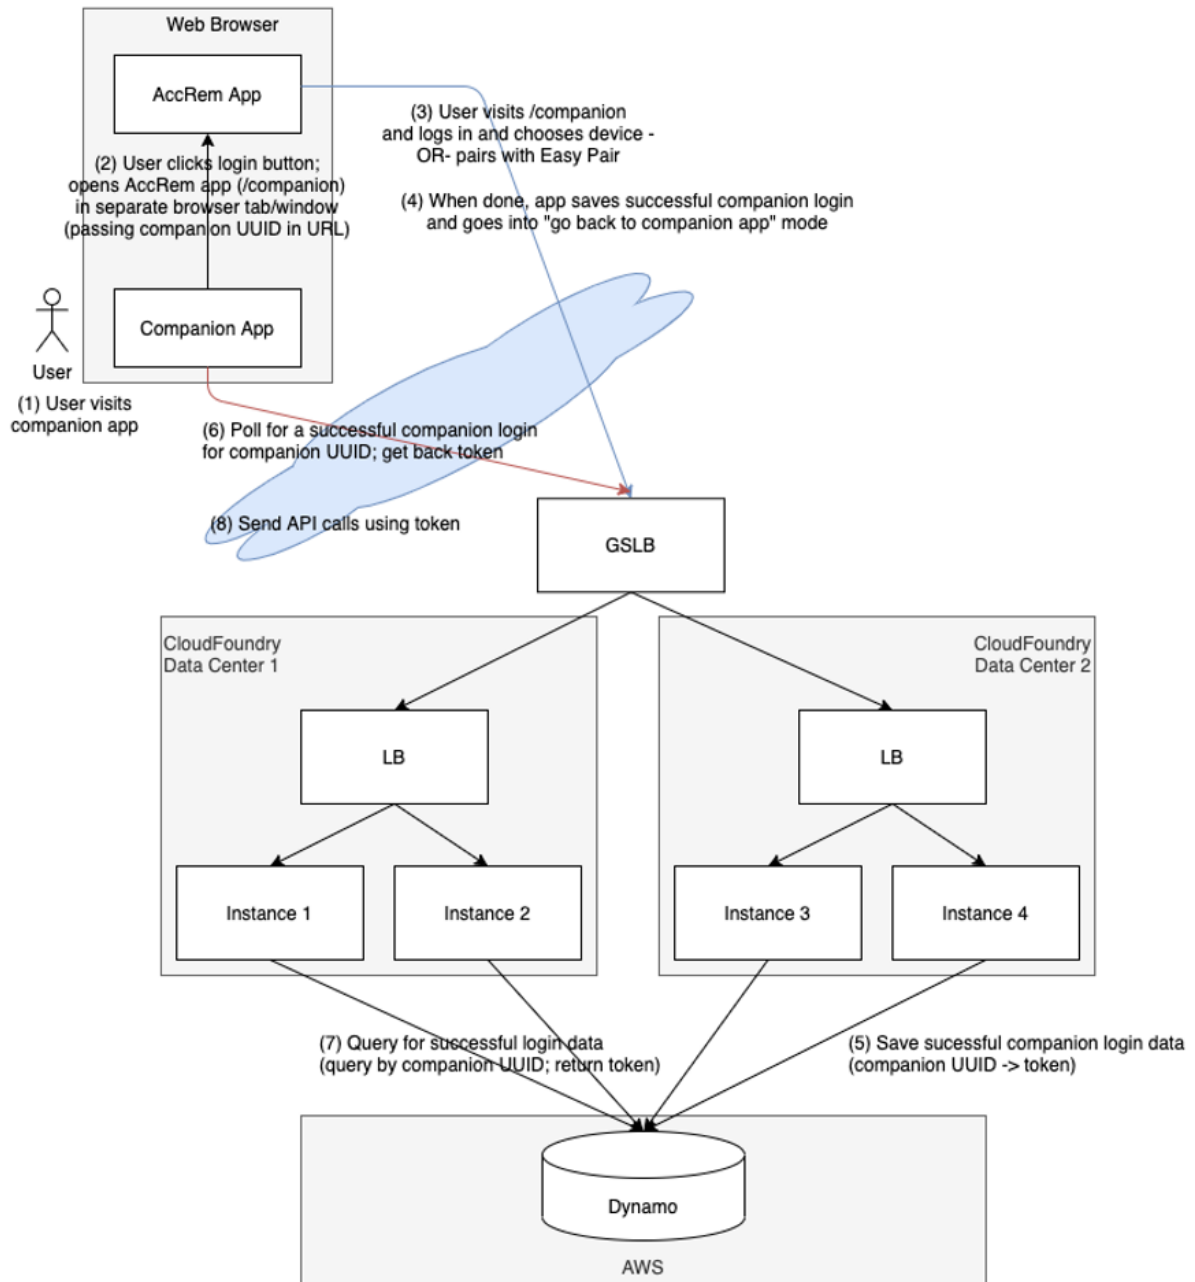 Web Browser
AccRem App
(3) User visits /companion
and logs in and chooses device -
OR- pairs with Easy Pair
(2) User clicks login button;
opens AccRem app (/companion)
in separate browser tab/window
(passing companion UUID in URL)
(4) When done, app saves successful companion login
and goes into "go back to companion app" mode
Companion App
User
(1) User visits
companion app
(6) Poll for a successful companion login
for companion UUID; get back token
(8) Send API calls using token
GSLB
CloudFoundry
Data Center 1
CloudFoundry
Data Center 2
LB
LB
Instance 1
Instance 2
Instance 3
Instance 4
(7) Query for successful login data
(query by companion UUID; return token)
(5) Save sucessful companion login data
(companion UUID -> token)
Dynamo
AWS